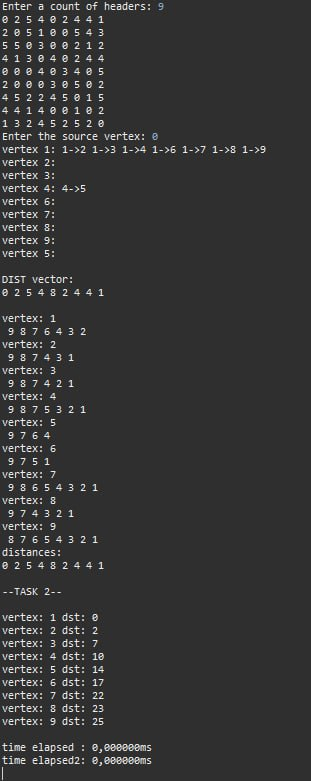 Enter a count of headers: 9
0 2 5 4 0 2 4 4 1
2 0 5 1 0 0 5 4 3
5 5 0 3 0 0 2 1 2
4 1 3 0 4 0 2 4 4
0 0 0 4 0 3 4 0 5
2 0 0 0 3 0 5 0 2
4 5 2 2 4 5 0 1 5
4 4 1 4 0 0 1 0 2
1 3 2 4 5 2 5 2 0
Enter the source vertex: 0
vertex 1: 1->2 1->3 1->4 1->6 1->7 1->8 1->9
vertex 2:
vertex 3:
vertex 4: 4->5
vertex 6:
vertex 7:
vertex 8:
vertex 9:
vertex 5:
DIST vector:
0 2 5 4 8 2 4 4 1
vertex: 1
9 8 7 6 4 3 2
vertex: 2
9 8 7 4 3 1
vertex: 3
9 8 7 4 2 1
vertex: 4
9 8 7 5 3 2 1
vertex: 5
9 7 6 4
vertex: 6
9 7 5 1
vertex: 7
9 8 6 5 4 3 2 1
vertex: 8
9 7 4 3 2 1
vertex: 9
8 7 6 5 4 3 2 1
distances:
0 2 5 4 8 2 4 4 1
--TASK 2--
vertex: 1 dst: 0
vertex: 2 dst: 2
vertex: 3 dst: 7
vertex: 4 dst: 10
vertex: 5 dst: 14
vertex: 6 dst: 17
vertex: 7 dst: 22
vertex: 8 dst: 23
vertex: 9 dst: 25
time elapsed : 0,000000ms
time elapsed2: 0,000000ms